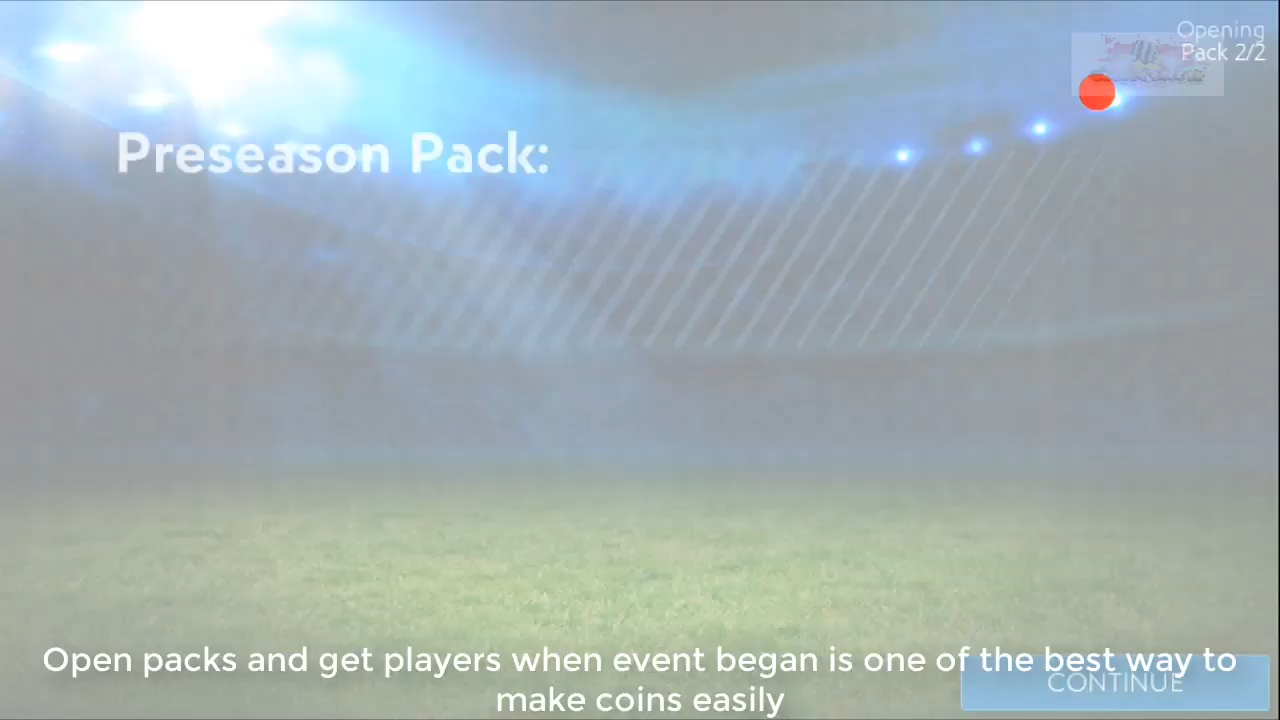 Opening
Pack 2/2
Preseason Pack:
Open packs and get players when event began is one of the best way to
make coins easily
CONTINUE